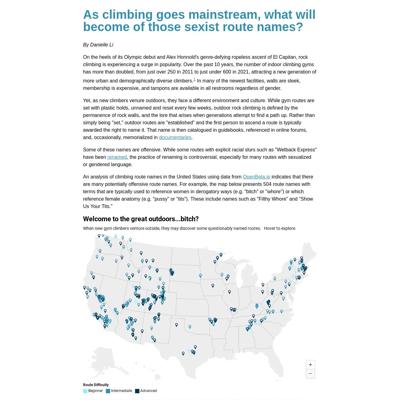 As climbing goes mainstream, what will
become of those sexist route names?
By Danielle Li
On the heels of its Olympic debut and Alex Honnold's genre-defying ropeless ascent of El Capitan, rock
climbing is experiencing a surge in popularity. Over the past 10 years, the number of indoor climbing gyms
has more than doubled, from just over 250 in 2011 to just under 600 in 2021, attracting a new generation of
more urban and demographically diverse climbers.¹ In many of the newest facilities, walls are sleek,
membership is expensive, and tampons are available in all restrooms regardless of gender.
Yet, as new climbers venture outdoors, they face a different environment and culture. While gym routes are
set with plastic holds, unnamed and reset every few weeks, outdoor rock climbing is defined by the
permanence of rock walls, and the lore that arises when generations attempt to find a path up. Rather than
simply being "set," outdoor routes are "established" and the first person to ascend a route is typically
awarded the right to name it. That name is then catalogued in guidebooks, referenced in online forums,
and, occasionally, memorialized in documentaries.
Some of these names are offensive. While some routes with explicit racial slurs such as "Wetback Express"
have been renamed, the practice of renaming is controversial, especially for many routes with sexualized
or gendered language.
An analysis of climbing route names in the United States using data from OpenBeta.io indicates that there
are many potentially offensive route names. For example, the map below presents 504 route names with
terms that are typically used to reference women in derogatory ways (e.g. "bitch" or "whore") or which
reference female anatomy (e.g. "pussy" or "tits"). These include names such as "Filthy Whore" and "Show
Us Your Tits."
Welcome to the great outdoors...bitch?
When new gym climbers venture outside, they may discover some questionably named routes. Hover to explore.
+
−
Route Difficulty
Beginner Intermediate Advanced